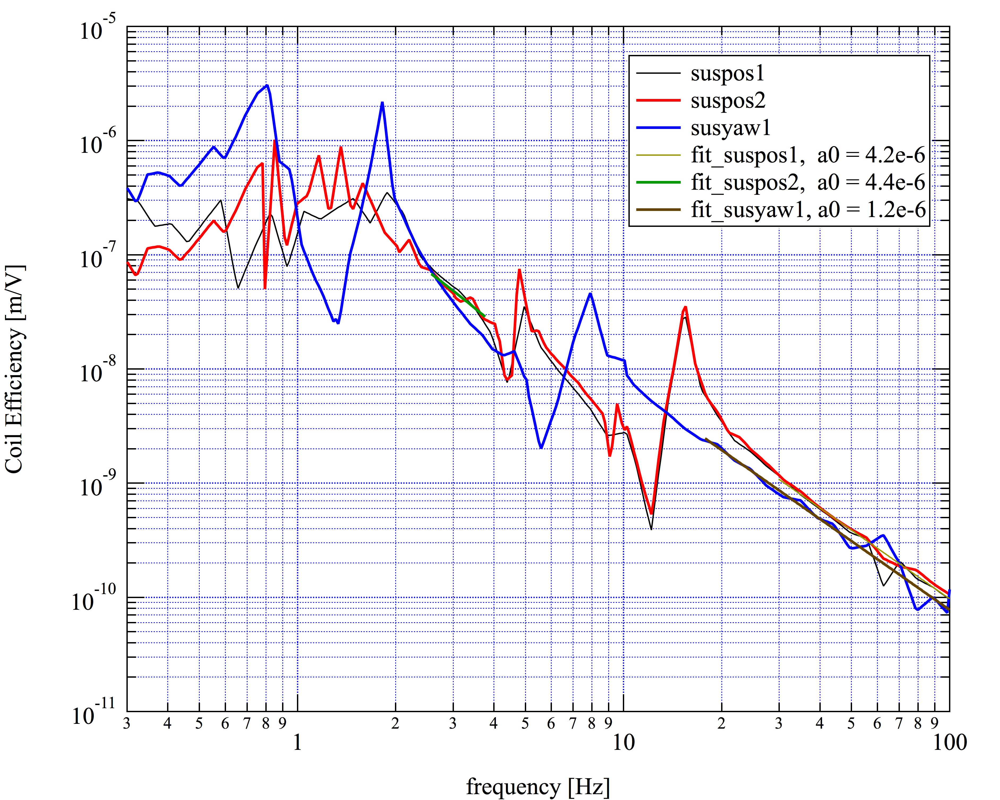 10^-5
10^-6
10^-7
10^-8
10^-9
10^-10
10^-11
Coil Efficiency [m/V]
suspos1
suspos2
susyaw1
fit_suspos1, a0 = 4.2e-6
fit_suspos2, a0 = 4.4e-6
fit_susyaw1, a0 = 1.2e-6
3 4 5 6 7 8 9 2 3 4 5 6 7 8 9 2 3 4 5 6 7 8 9
1 10 100
frequency [Hz]